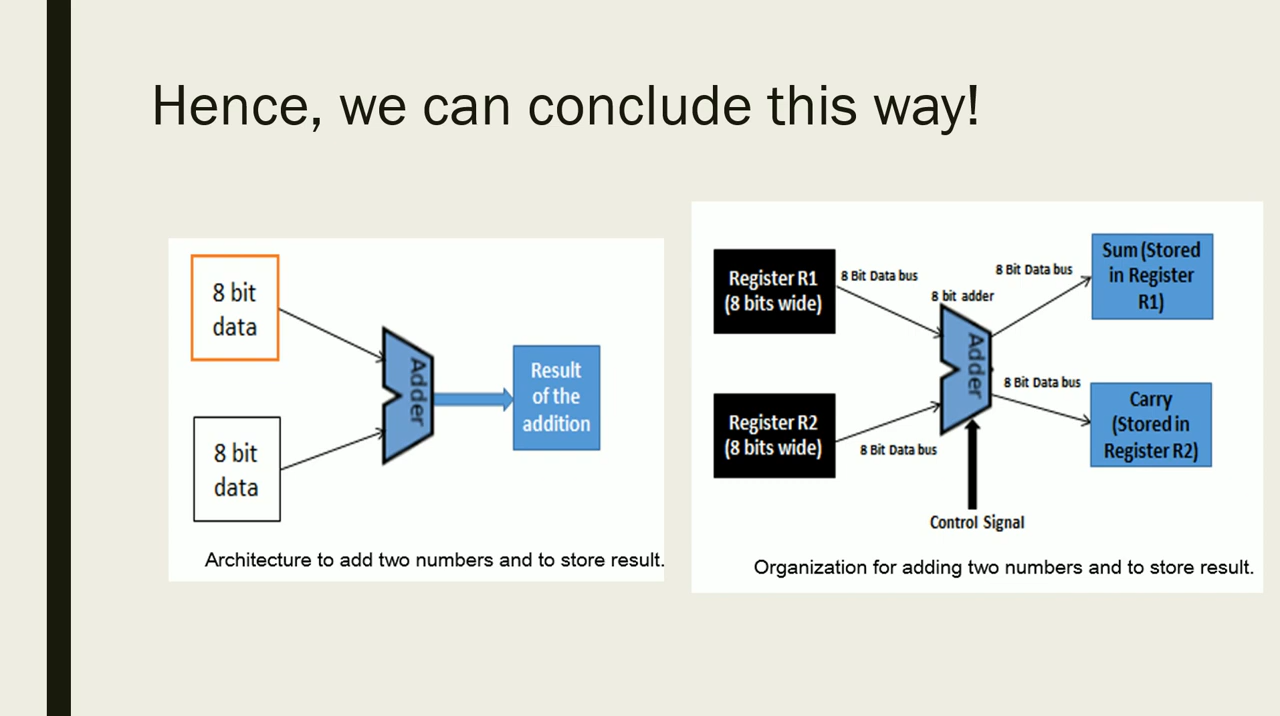 Hence, we can conclude this way!
8 bit
data
8 bit
data
Adder
Result
of the
addition
Architecture to add two numbers and to store result.
Register R1
(8 bits wide)
8 Bit Data bus
Register R2
(8 bits wide)
8 Bit Data bus
8 bit adder
Adder
Control Signal
8 Bit Data bus
Sum (Stored
in Register
R1)
8 Bit Data bus
Carry
(Stored in
Register R2)
Organization for adding two numbers and to store result.